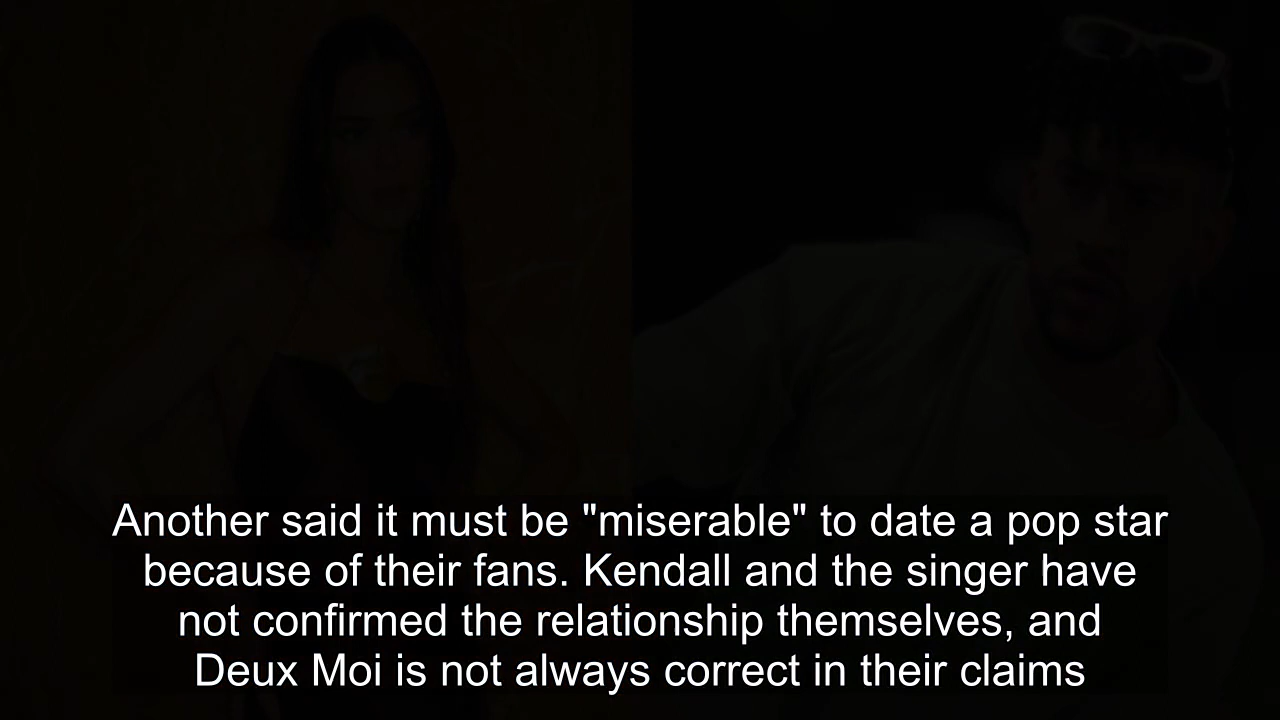 Another said it must be "miserable" to date a pop star
because of their fans. Kendall and the singer have
not confirmed the relationship themselves, and
Deux Moi is not always correct in their claims